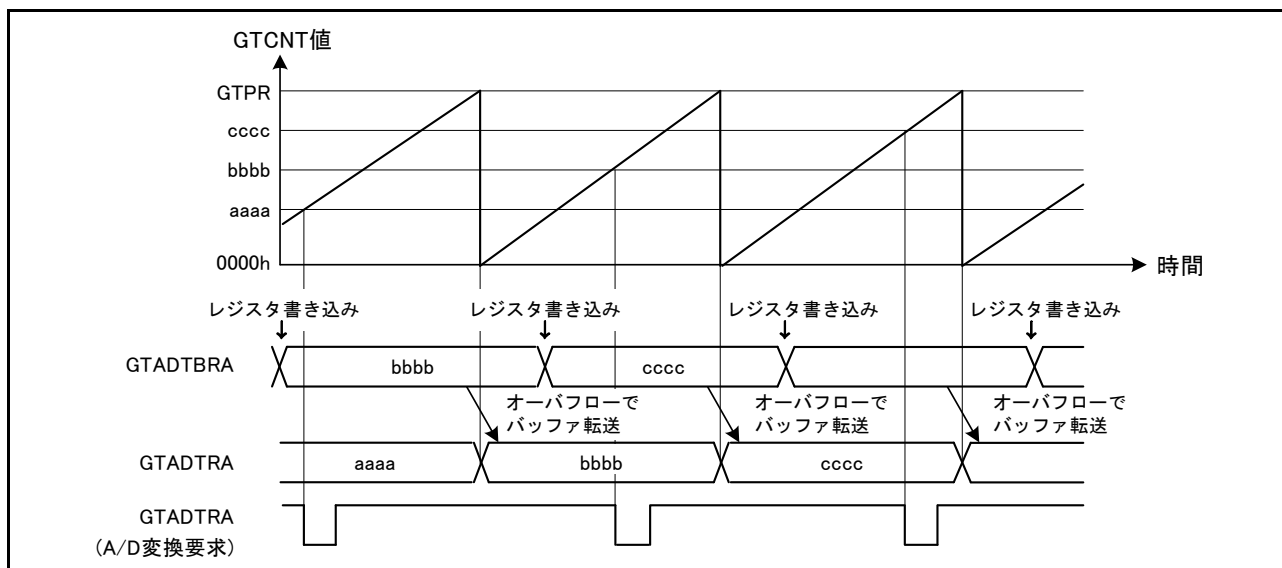 GTCNT値
GTPR
cccc
bbbb
aaaa
0000h
時間
レジスタ書き込み
レジスタ書き込み
レジスタ書き込み
レジスタ書き込み
GTADTBRA
bbbb
cccc
オーバフローで
バッファ転送
オーバフローで
バッファ転送
オーバフローで
バッファ転送
GTADTRA
aaaa
bbbb
cccc
GTADTRA
(A/D変換要求)